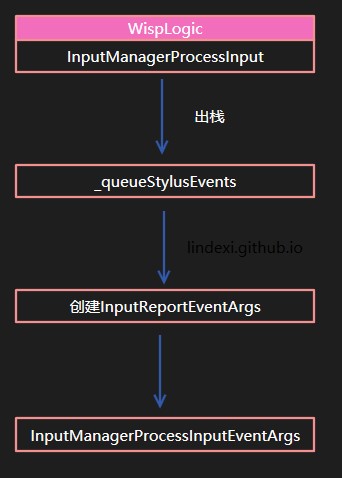 WispLogic
InputManagerProcessInput
出栈
_queueStylusEvents
lindexi.github.io
创建InputReportEventArgs
InputManagerProcessInputEventArgs